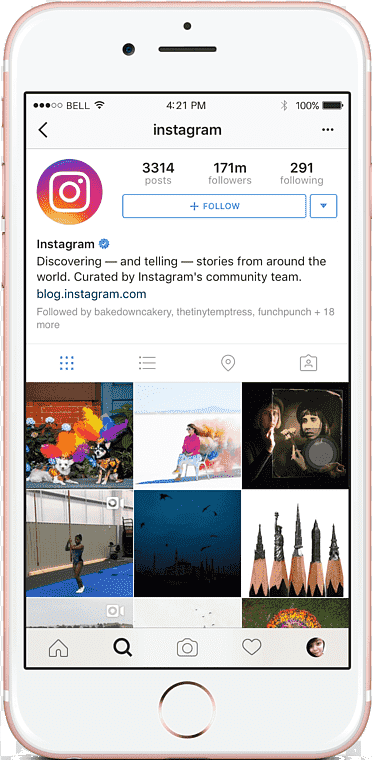 BELL 4:21 PM 100%
instagram
3314 171m 291
posts followers following
+ FOLLOW
Instagram
Discovering — and telling — stories from around the
world. Curated by Instagram's community team.
blog.instagram.com
Followed by bakedowncakery, thetinytemptress, funchpunch + 18
more